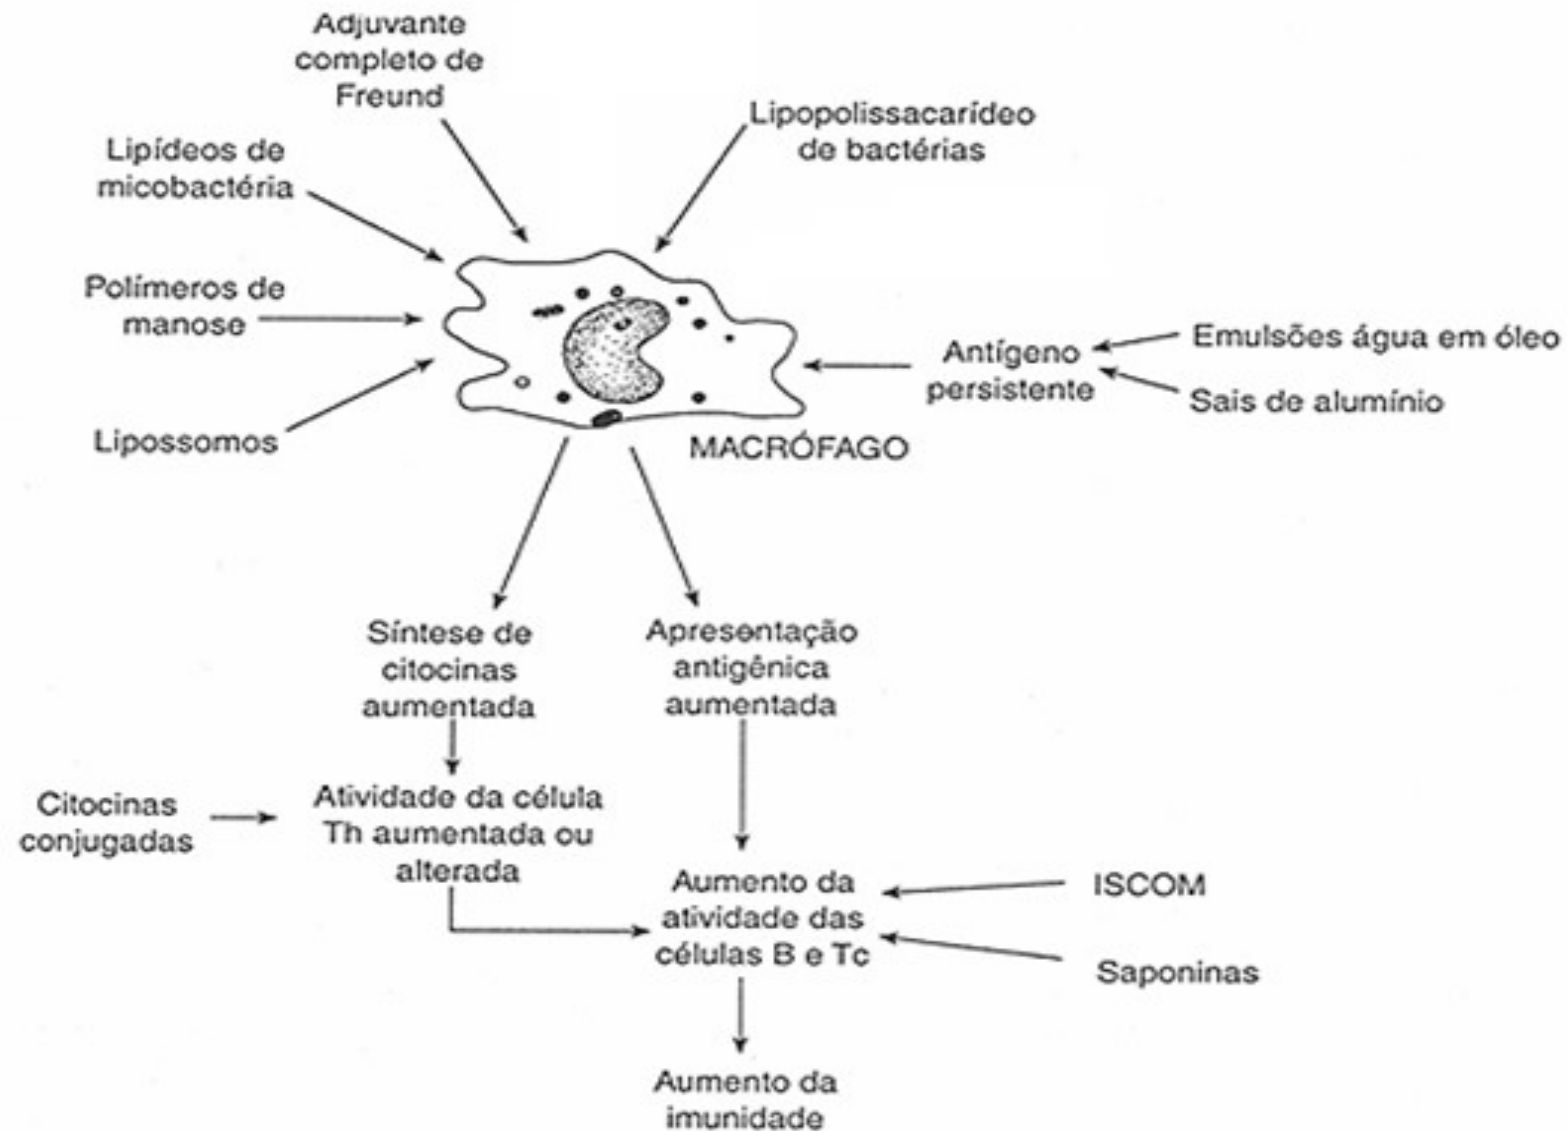 Adjuvante
completo de
Freund
Lipopolissacarídeo
de bactérias
Lipídeos de
micobactéria
Polímeros de
manose
Lipossomos
Antígeno
persistente
Emulsões água em óleo
Sais de alumínio
MACRÓFAGO
Síntese de
citocinas
aumentada
Apresentação
antigênica
aumentada
Citocinas
conjugadas
Atividade da célula
Th aumentada ou
alterada
Aumento da
atividade das
células B e Tc
ISCOM
Saponinas
Aumento da
imunidade